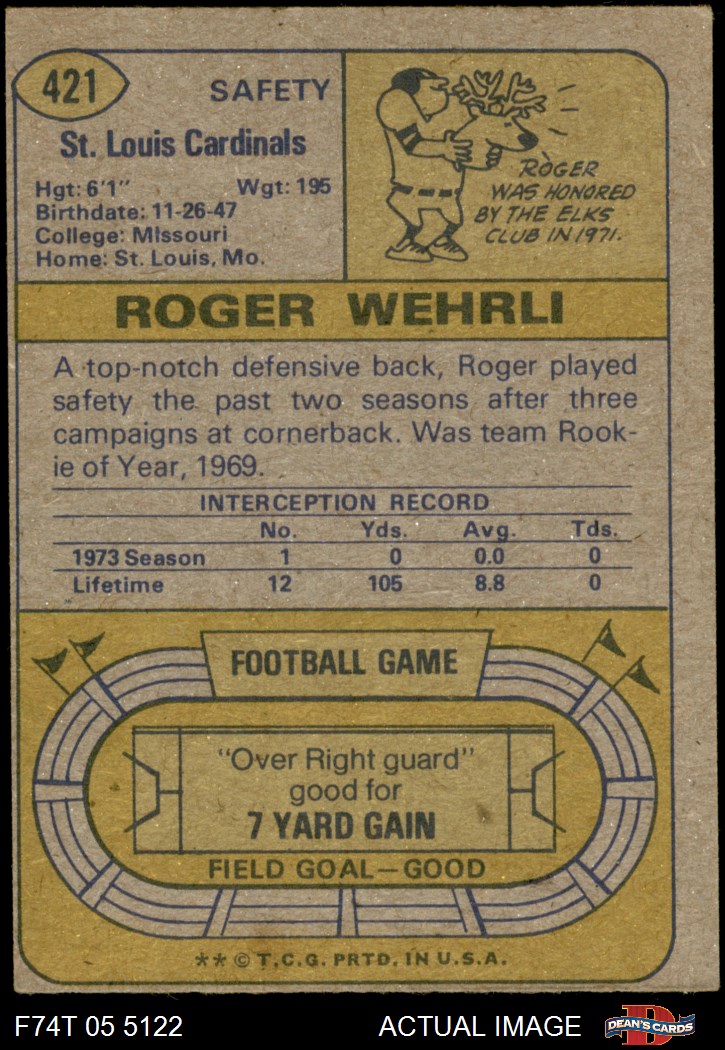 421
SAFETY
St. Louis Cardinals
Hgt: 6'1" Wgt: 195
Birthdate: 11-26-47
College: Missouri
Home: St. Louis, Mo.
ROGER
WAS HONORED
BY THE ELKS
CLUB IN 1971.
ROGER WEHRLI
A top-notch defensive back, Roger played
safety the past two seasons after three
campaigns at cornerback. Was team Rook-
ie of Year, 1969.
INTERCEPTION RECORD
No. Yds. Avg. Tds.
1973 Season 1 0 0.0 0
Lifetime 12 105 8.8 0
FOOTBALL GAME
"Over Right guard"
good for
7 YARD GAIN
FIELD GOAL—GOOD
** © T.C.G. PRTD. IN U.S.A.
F74T 05 5122 ACTUAL IMAGE
D
DEAN'S CARDS